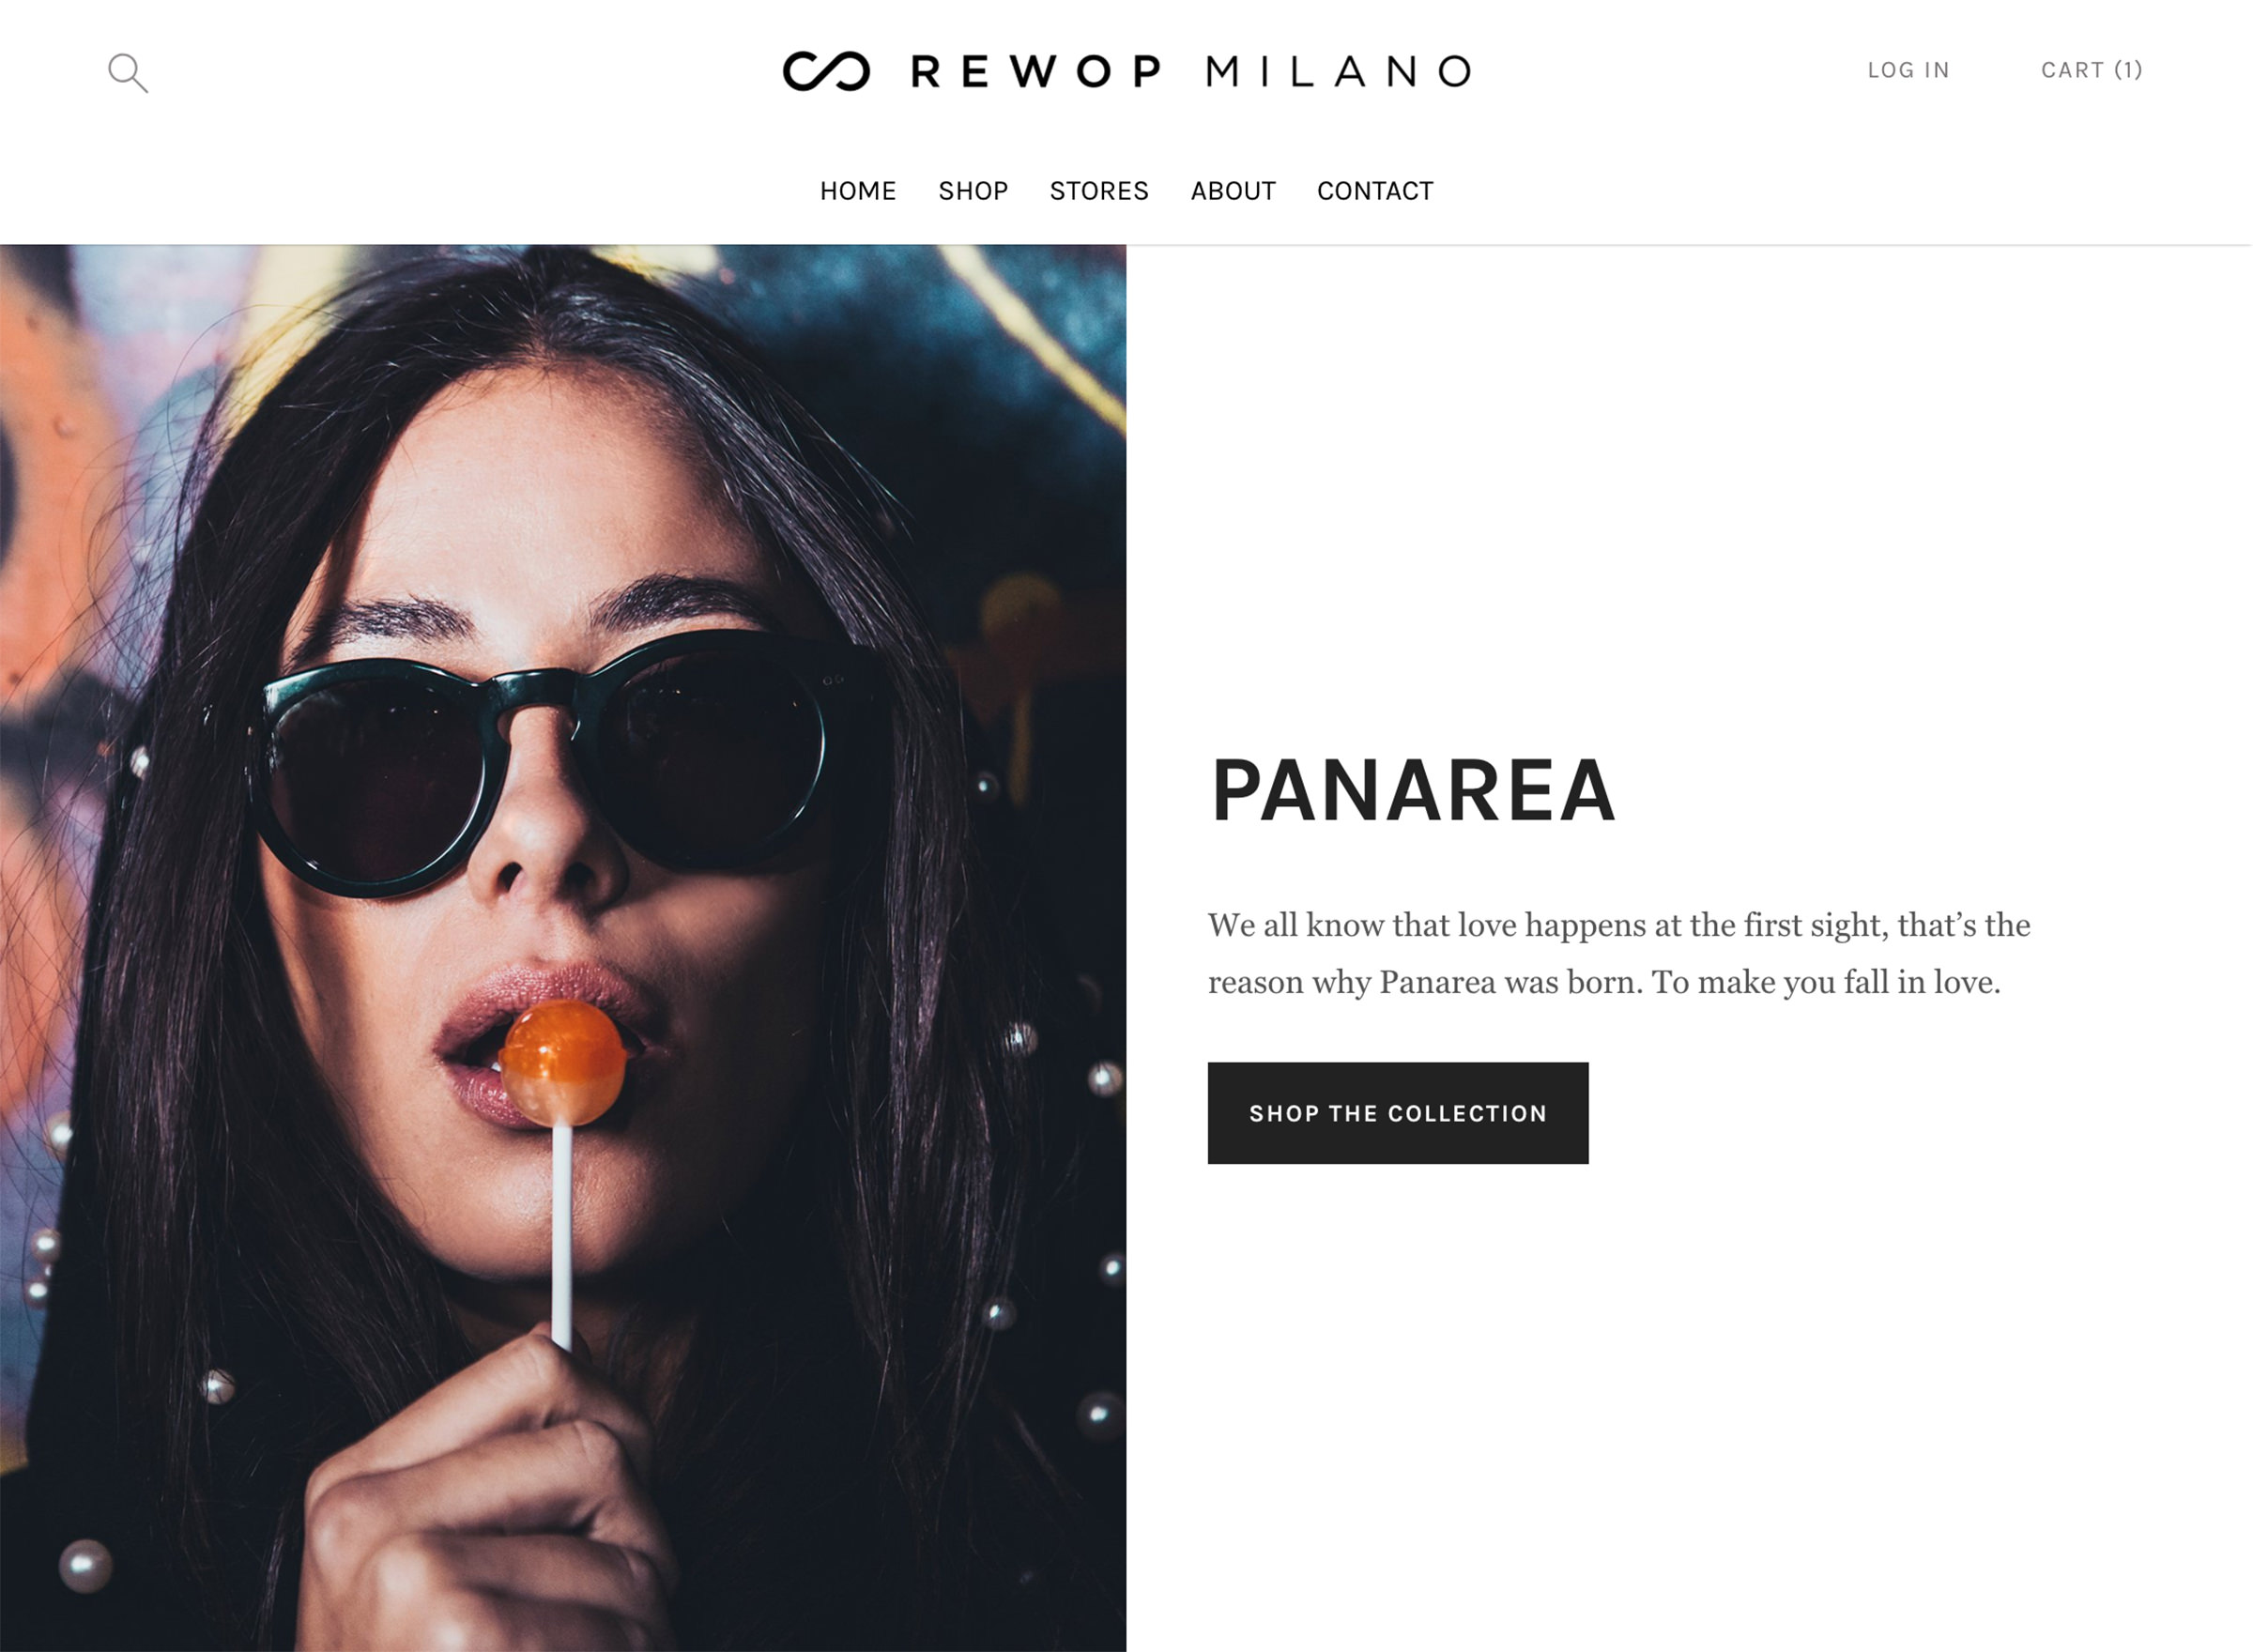 REWOP MILANO
LOG IN
CART (1)
HOME SHOP STORES ABOUT CONTACT
PANAREA
We all know that love happens at the first sight, that’s the
reason why Panarea was born. To make you fall in love.
SHOP THE COLLECTION